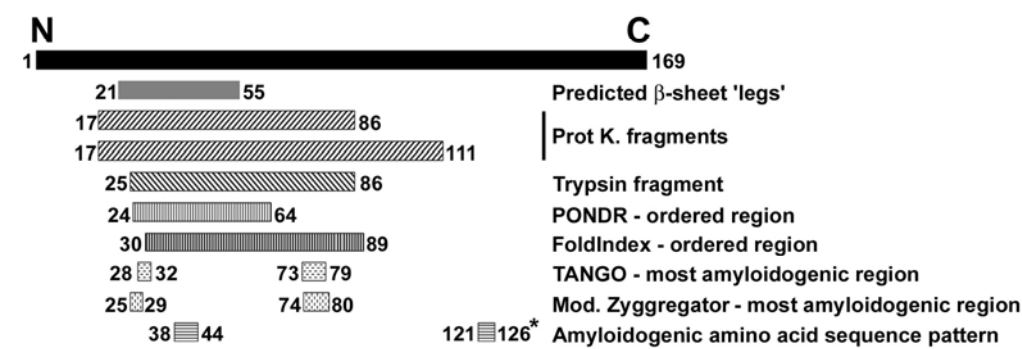 N C
1 169
21 55 Predicted β-sheet 'legs'
17 86
Prot K. fragments
17 111
25 86 Trypsin fragment
24 64 PONDR - ordered region
30 89 FoldIndex - ordered region
28 32 73 79 TANGO - most amyloidogenic region
25 29 74 80 Mod. Zyggregator - most amyloidogenic region
38 44 121 126* Amyloidogenic amino acid sequence pattern